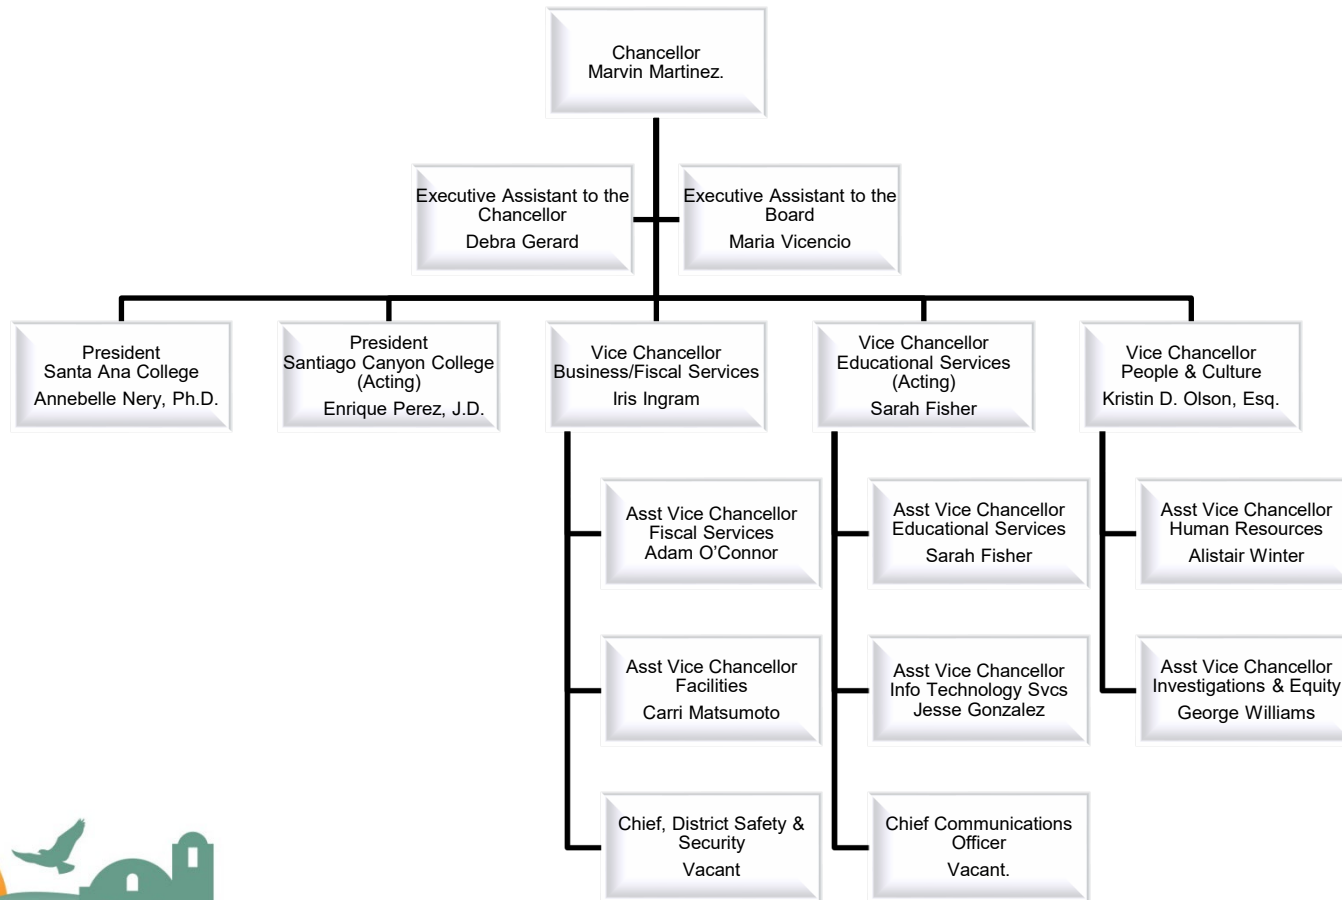 Chancellor
Marvin Martinez.
Executive Assistant to the
Chancellor
Debra Gerard
Executive Assistant to the
Board
Maria Vicencio
President
Santa Ana College
Annebelle Nery, Ph.D.
President
Santiago Canyon College
(Acting)
Enrique Perez, J.D.
Vice Chancellor
Business/Fiscal Services
Iris Ingram
Vice Chancellor
Educational Services
(Acting)
Sarah Fisher
Vice Chancellor
People & Culture
Kristin D. Olson, Esq.
Asst Vice Chancellor
Fiscal Services
Adam O’Connor
Asst Vice Chancellor
Educational Services
Sarah Fisher
Asst Vice Chancellor
Human Resources
Alistair Winter
Asst Vice Chancellor
Facilities
Carri Matsumoto
Asst Vice Chancellor
Info Technology Svcs
Jesse Gonzalez
Asst Vice Chancellor
Investigations & Equity
George Williams
Chief, District Safety &
Security
Vacant
Chief Communications
Officer
Vacant.